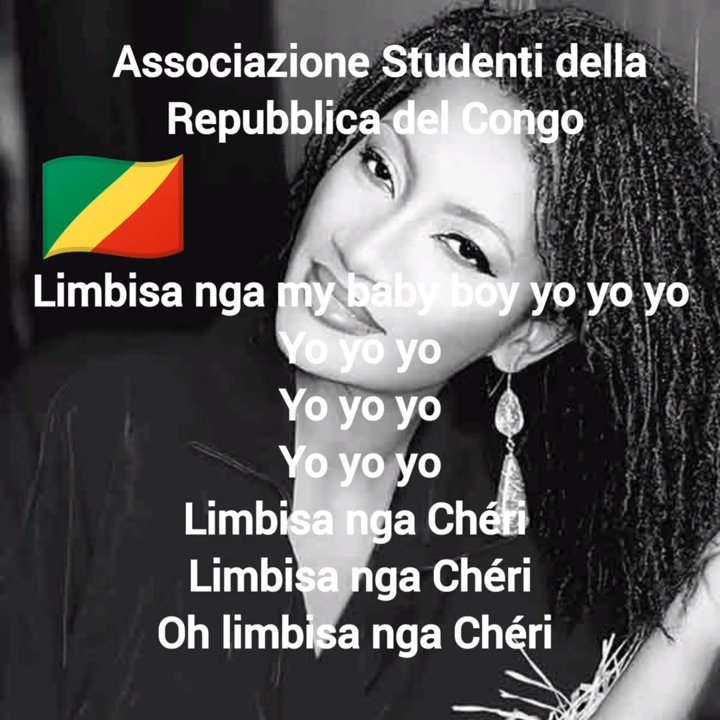 Associazione Studenti della
Repubblica del Congo
Limbisa nga my baby boy yo yo yo
Yo yo yo
Yo yo yo
Yo yo yo
Limbisa nga Chéri
Limbisa nga Chéri
Oh limbisa nga Chéri